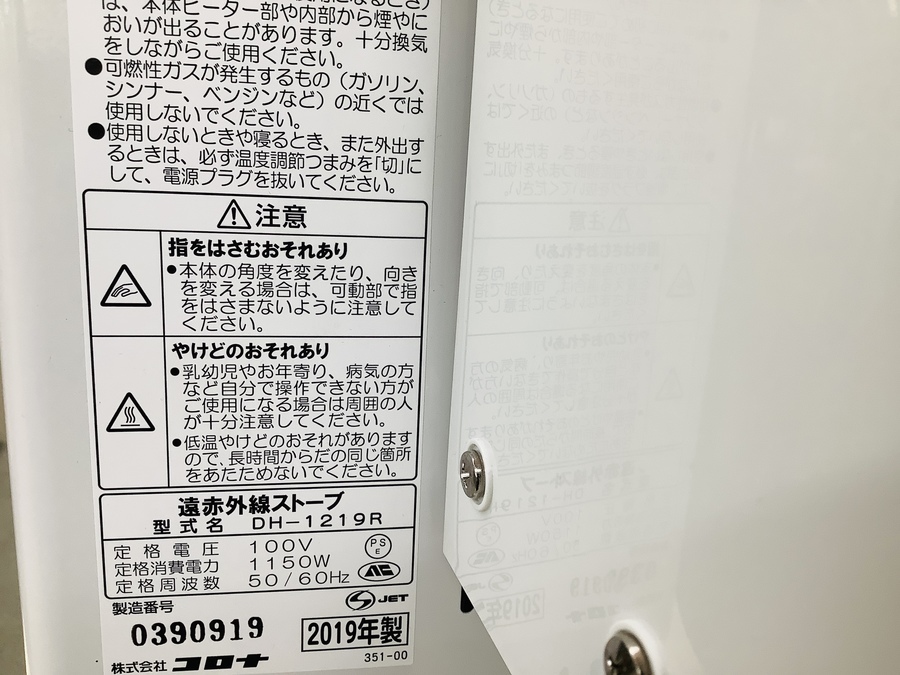 は、本体ヒーター部や内部から煙やに
おいが出ることがあります。十分換気
をしながらご使用ください。
●可燃性ガスが発生するもの（ガソリン、
シンナー、ベンジンなど）の近くでは
使用しないでください。
●使用しないときや寝るとき、また外出す
るときは、必ず温度調節つまみを「切」に
して、電源プラグを抜いてください。
⚠注意
指をはさむおそれあり
●本体の角度を変えたり、向き
を変える場合は、可動部で指
をはさまないように注意して
ください。
やけどのおそれあり
●乳幼児やお年寄り、病気の方
など自分で操作できない方が
ご使用になる場合は周囲の人
が十分注意してください。
●低温やけどのおそれがあります
ので、長時間からだの同じ箇所
をあたためないでください。
遠赤外線ストーブ
型式名 DH-1219R
定格電圧 100V
定格消費電力 1150W
定格周波数 50/60Hz
PSE
JET
製造番号
0390919
2019年製
株式会社コロナ
351-00